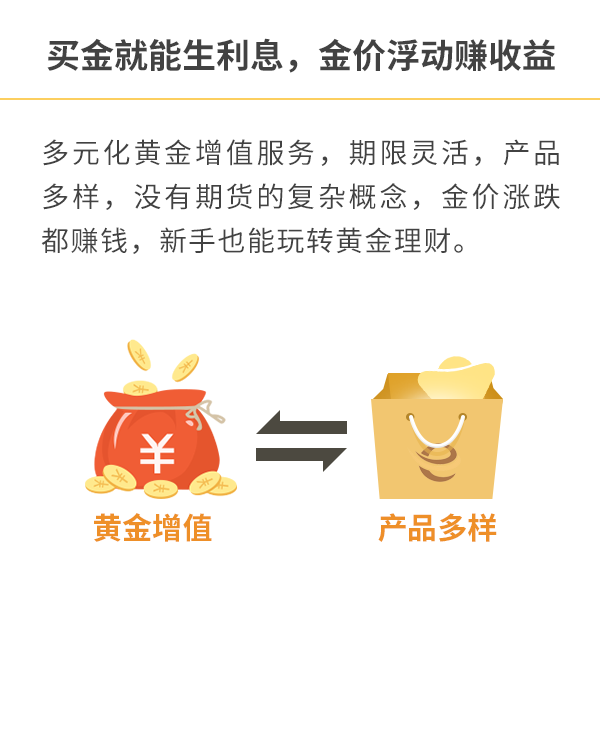 买金就能生利息，金价浮动赚收益
多元化黄金增值服务，期限灵活，产品
多样，没有期货的复杂概念，金价涨跌
都赚钱，新手也能玩转黄金理财。
¥
黄金增值
产品多样